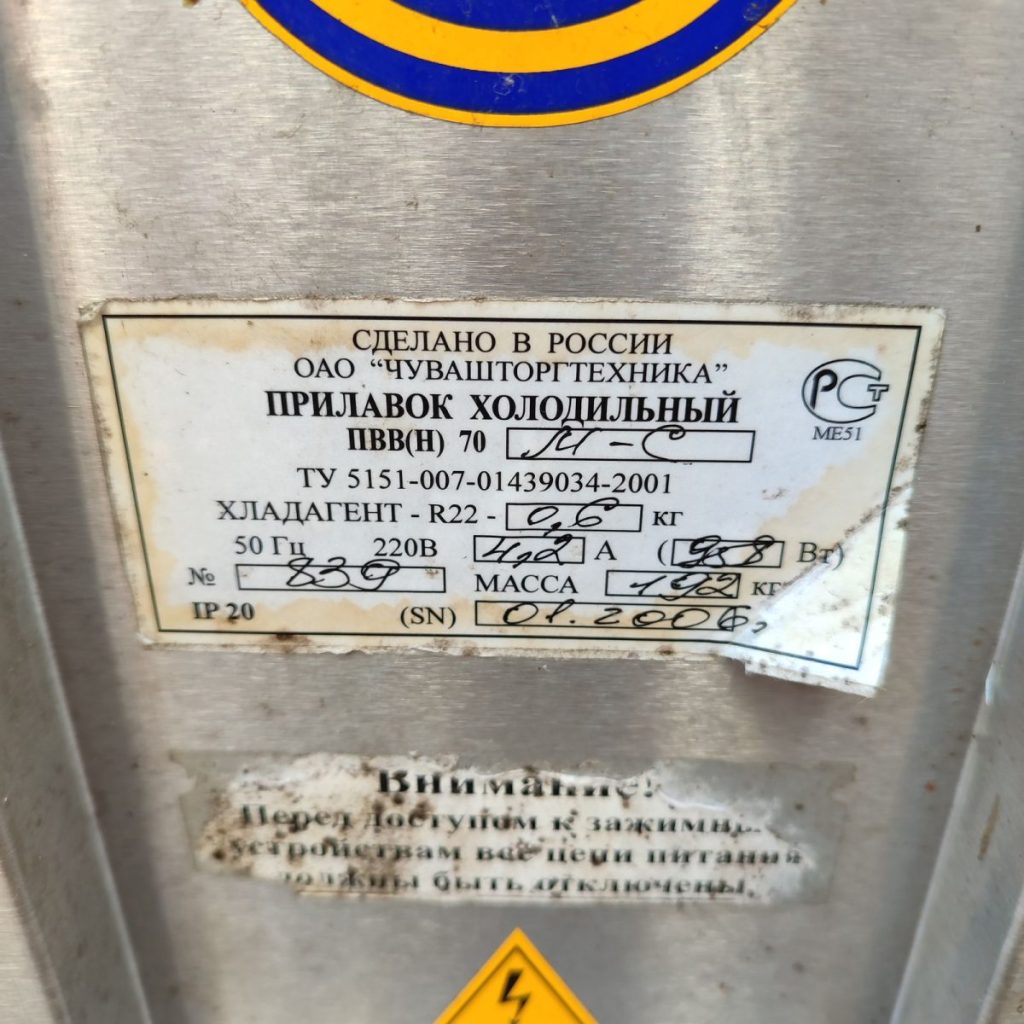 СДЕЛАНО В РОССИИ
ОАО “ЧУВАШТОРГТЕХНИКА”
ПРИЛАВОК ХОЛОДИЛЬНЫЙ
ПВВ(Н) 70 М-С
РСТ
МЕ51
ТУ 5151-007-01439034-2001
ХЛАДАГЕНТ - R22 - 0,6 кг
50 Гц 220В 4,2 А (958 Вт)
№ 839 МАССА 192 кг
IP 20 (SN) 01.2006,
Внимание!
Перед доступом к
устройствам все цепи питания
должны быть отключены.